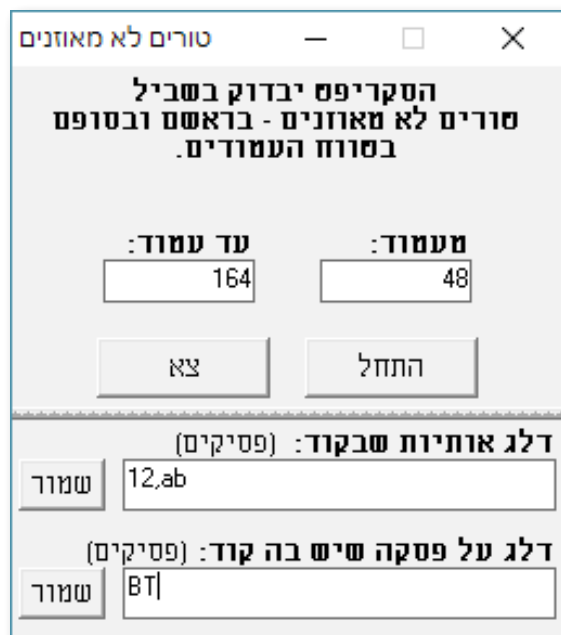 טורים לא מאוזנים
הסקריפט יבדוק בשביל
טורים לא מאוזנים - בראשם ובסופם
בטווח העמודים.
מעמוד: עד עמוד:
48 164
התחל צא
דלג אותיות שבקוד: (פסיקים)
12,ab שמור
דלג על פסקה שיש בה קוד: (פסיקים)
BT שמור